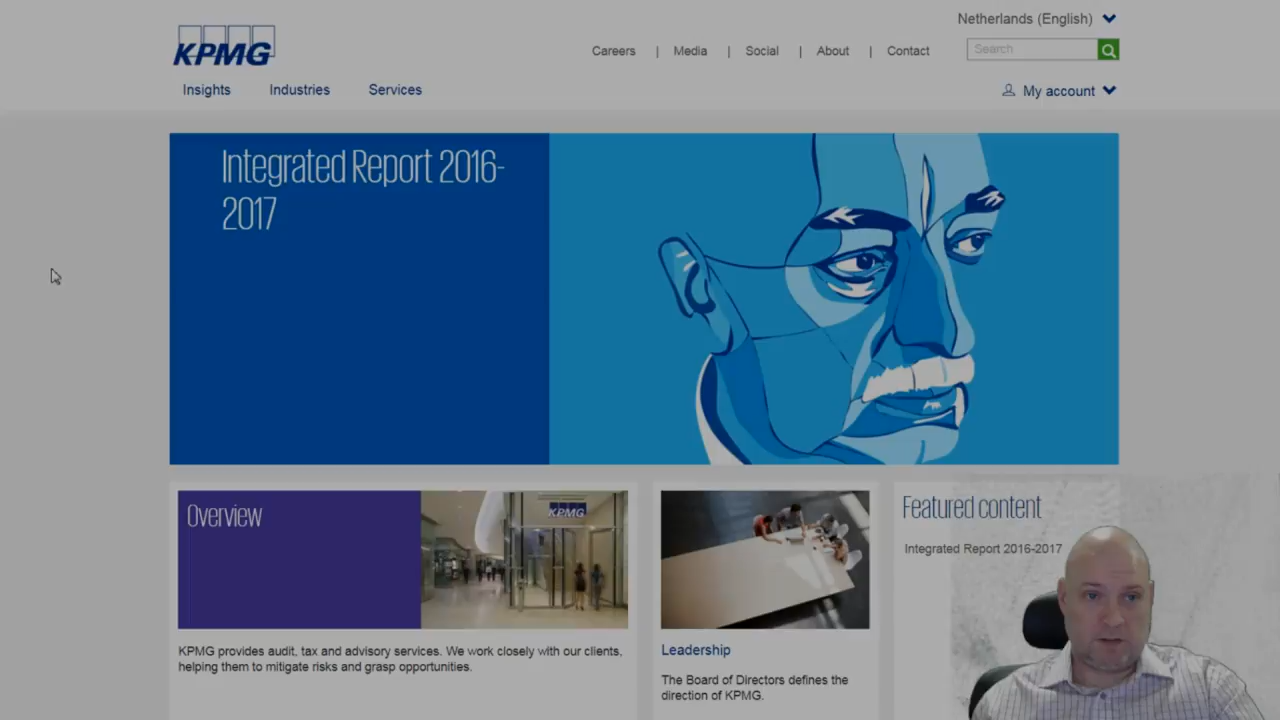 Netherlands (English)
KPMG
Careers | Media | Social | About | Contact
Search
Insights Industries Services
My account
Integrated Report 2016-
2017
Overview
KPMG
KPMG provides audit, tax and advisory services. We work closely with our clients,
helping them to mitigate risks and grasp opportunities.
Leadership
The Board of Directors defines the
direction of KPMG.
Featured content
Integrated Report 2016-2017